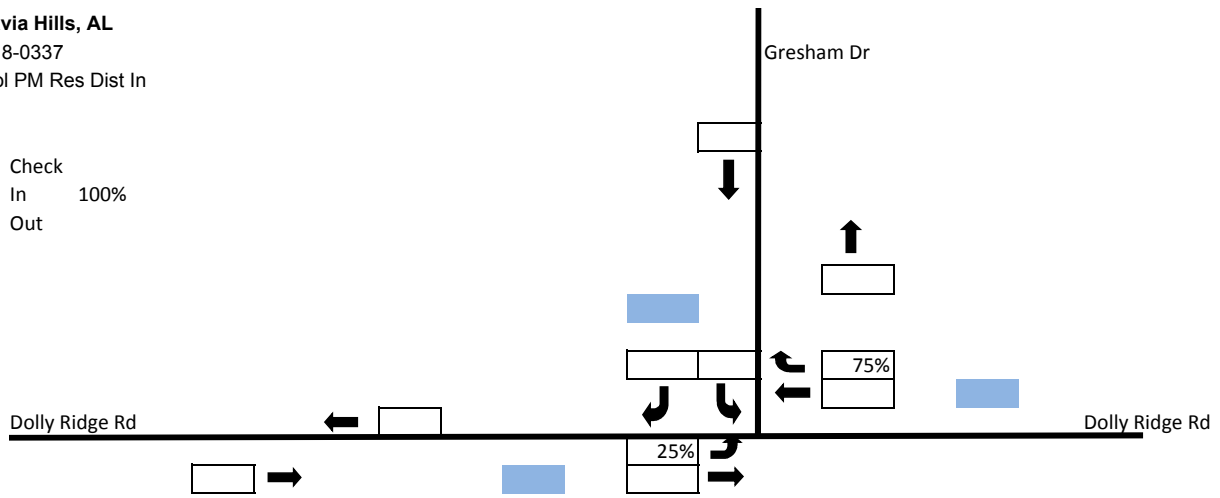 via Hills, AL
8-0337
ol PM Res Dist In
Gresham Dr
Check
In 100%
Out
75%
Dolly Ridge Rd
Dolly Ridge Rd
25%